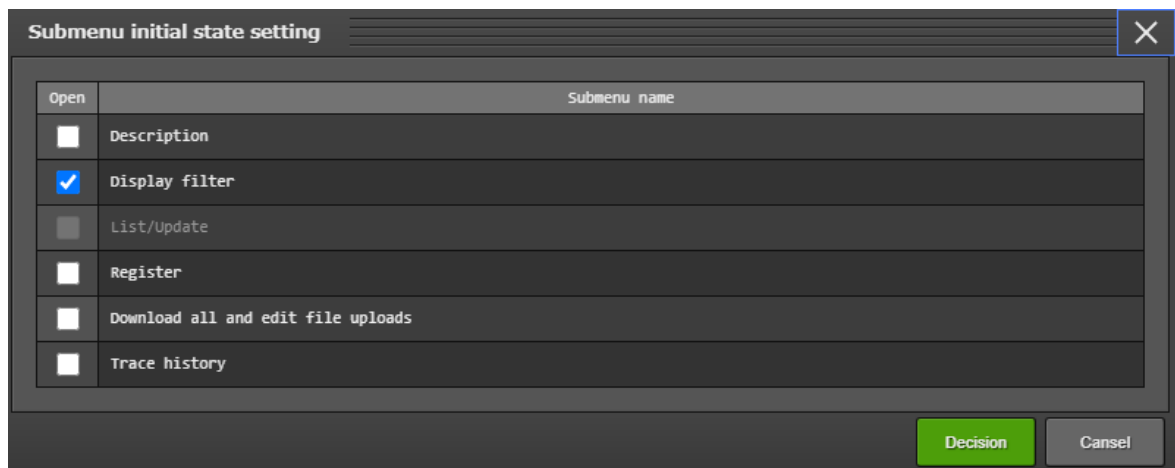 Submenu initial state setting
Open Submenu name
Description
Display filter
List/Update
Register
Download all and edit file uploads
Trace history
Decision Cansel